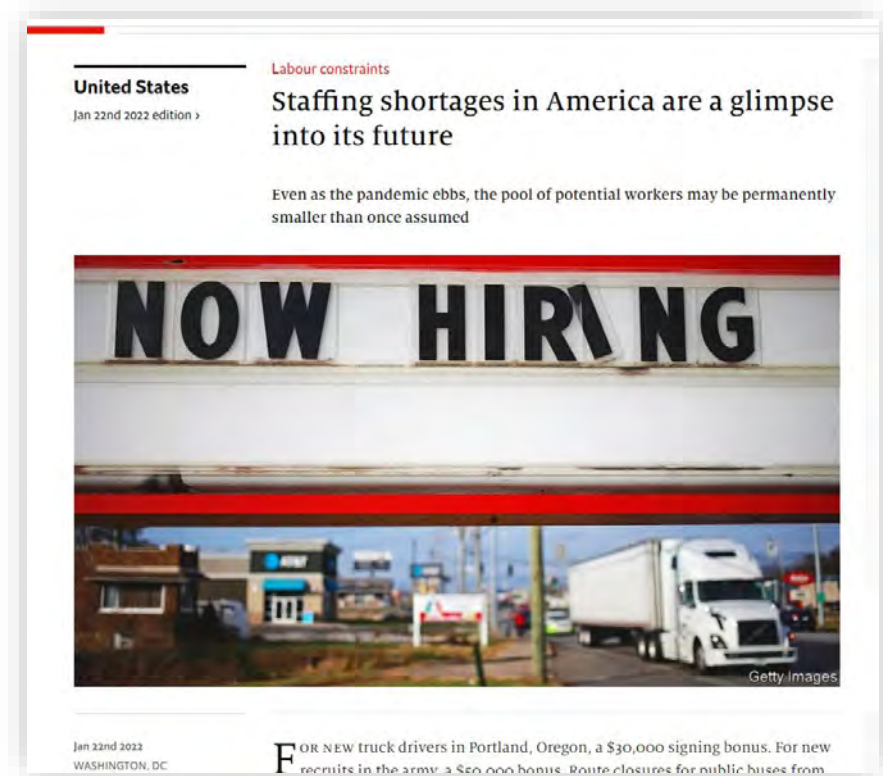 United States
Jan 22nd 2022 edition >
Labour constraints
Staffing shortages in America are a glimpse
into its future
Even as the pandemic ebbs, the pool of potential workers may be permanently
smaller than once assumed
NOW HIRING
AT&T
Getty Images
Jan 22nd 2022
WASHINGTON, DC
FOR NEW truck drivers in Portland, Oregon, a $30,000 signing bonus. For new
recruits in the army, a $50,000 bonus. Route closures for public buses from